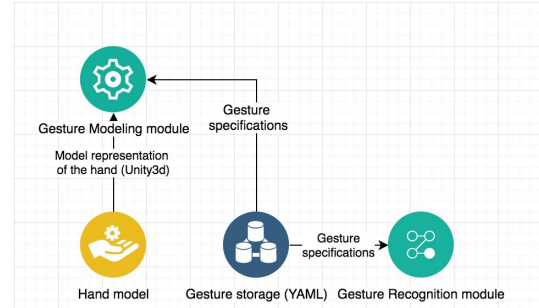 Gesture
specifications
Gesture Modeling module
Model representation
of the hand (Unity3d)
Gesture
specifications
Hand model
Gesture storage (YAML)
Gesture Recognition module